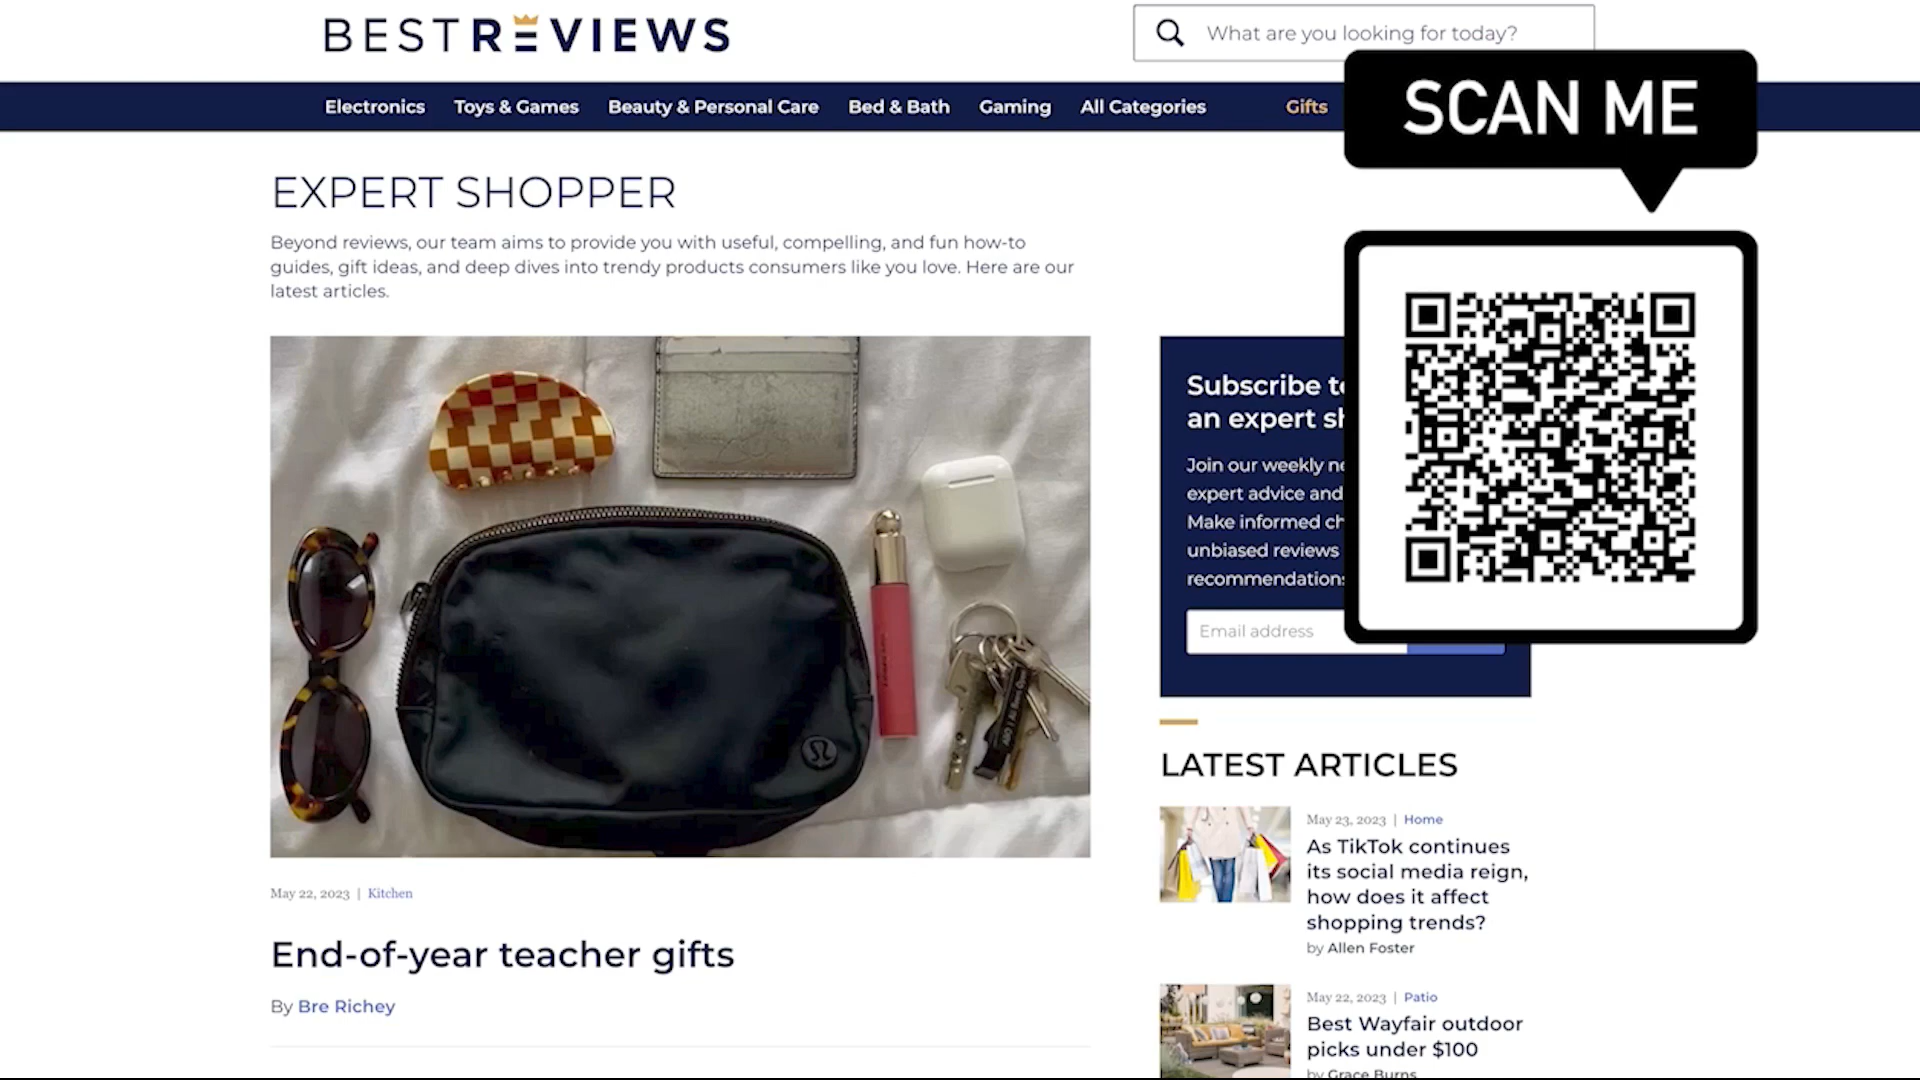 BESTREVIEWS
What are you looking for today?
SCAN ME
Electronics Toys & Games Beauty & Personal Care Bed & Bath Gaming All Categories Gifts
EXPERT SHOPPER
Beyond reviews, our team aims to provide you with useful, compelling, and fun how-to
guides, gift ideas, and deep dives into trendy products consumers like you love. Here are our
latest articles.
Subscribe to
an expert sh
Join our weekly ne
expert advice and
Make informed ch
unbiased reviews
recommendations
Email address
May 22, 2023 | Kitchen
End-of-year teacher gifts
By Bre Richey
LATEST ARTICLES
May 23, 2023 | Home
As TikTok continues
its social media reign,
how does it affect
shopping trends?
by Allen Foster
May 22, 2023 | Patio
Best Wayfair outdoor
picks under $100
by Grace Burns